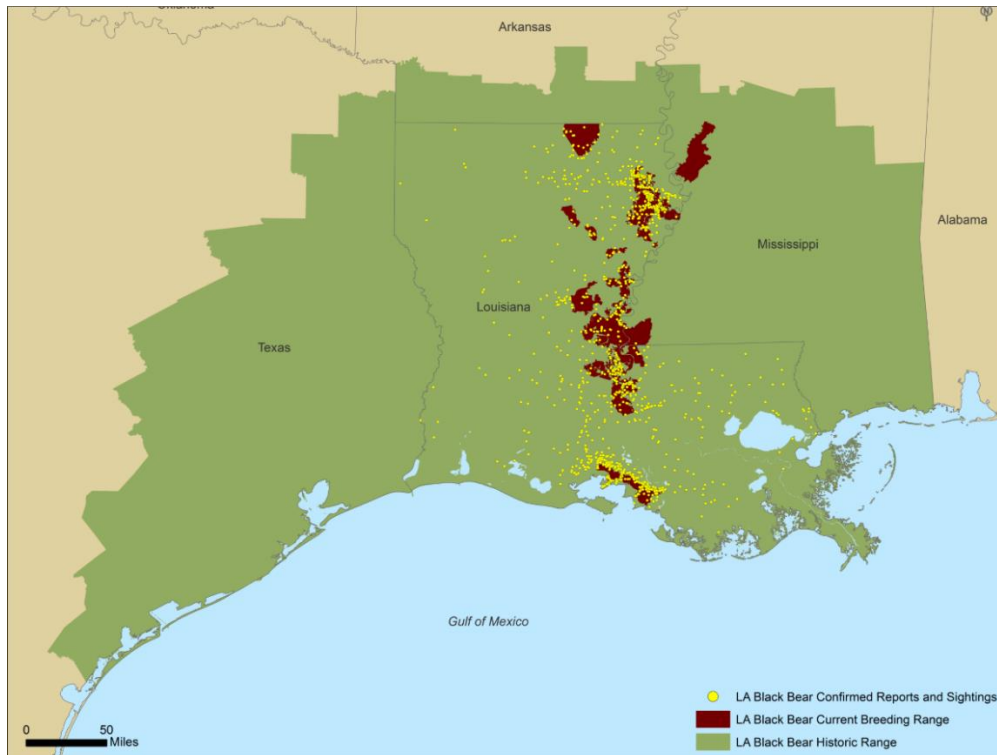 Oklahoma
Arkansas
N
Alabama
Mississippi
Louisiana
Texas
Gulf of Mexico
LA Black Bear Confirmed Reports and Sightings
LA Black Bear Current Breeding Range
LA Black Bear Historic Range
0 50
Miles